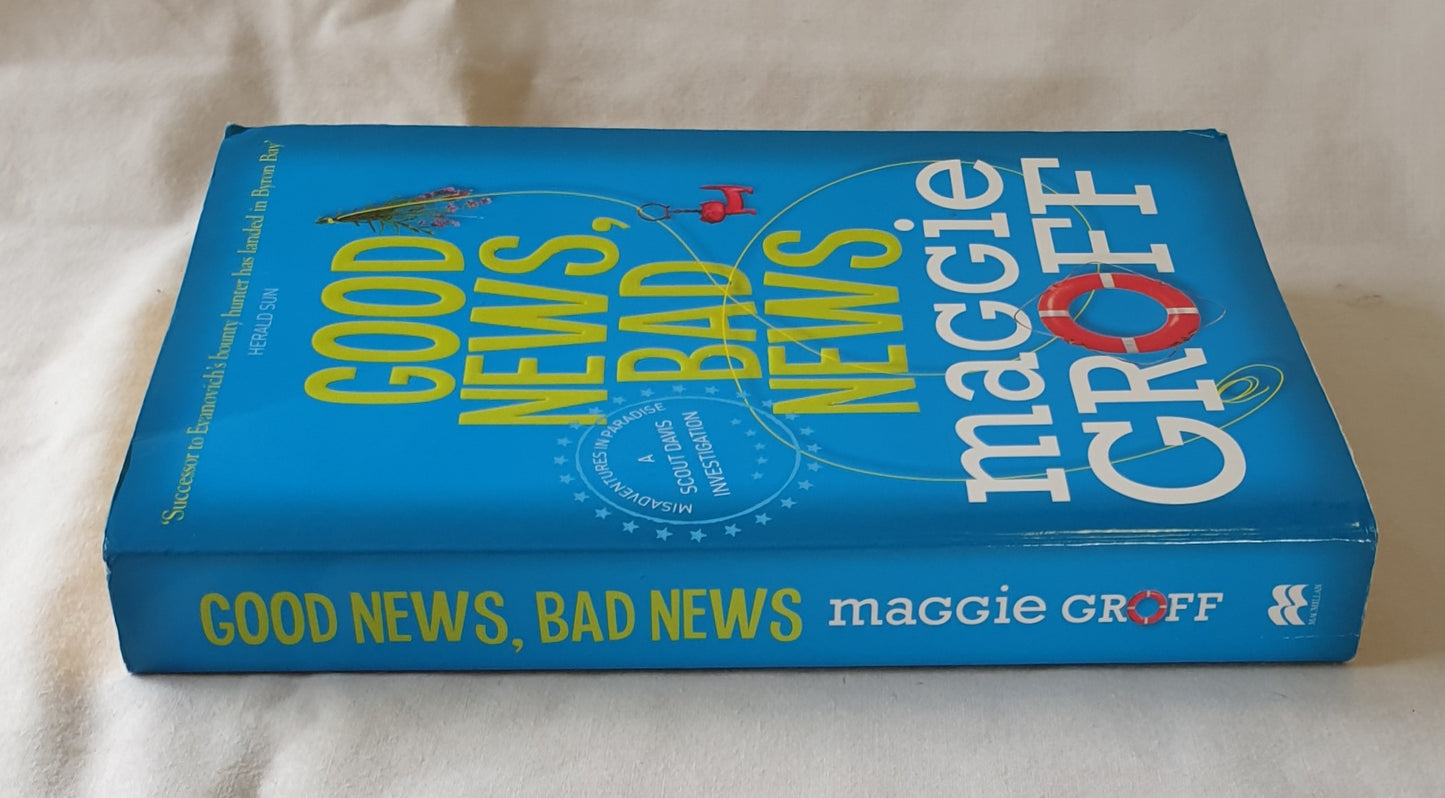 'Successor to Evanovich's bounty hunter has landed in Byron Bay'
HERALD SUN
GOOD
NEWS,
BAD
NEWS
MISADVENTURES IN PARADISE
A
SCOUT DAVIS
INVESTIGATION
maggie
GROFF
GOOD NEWS, BAD NEWS maggie GROFF
MACMILLAN